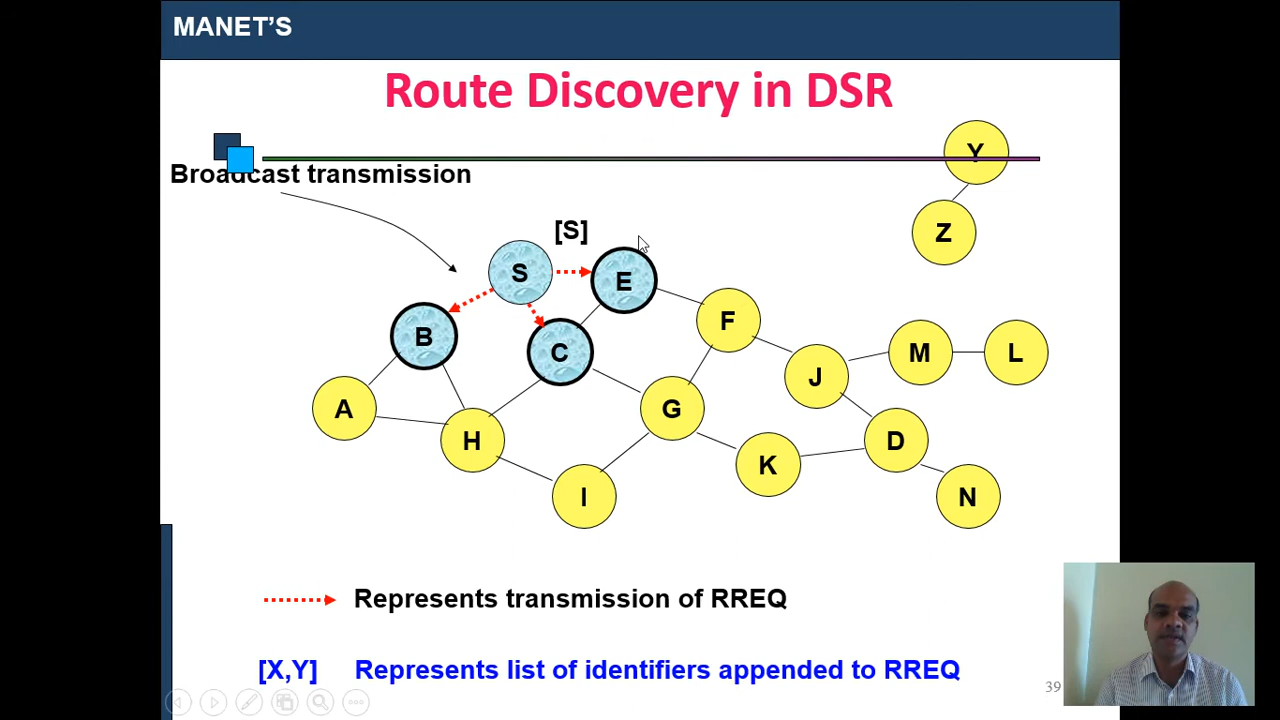 MANET'S
Route Discovery in DSR
Y
Broadcast transmission
Z
[S]
S
E
F
B
C
J
M
L
A
G
H
D
K
I
N
Represents transmission of RREQ
[X,Y] Represents list of identifiers appended to RREQ
39